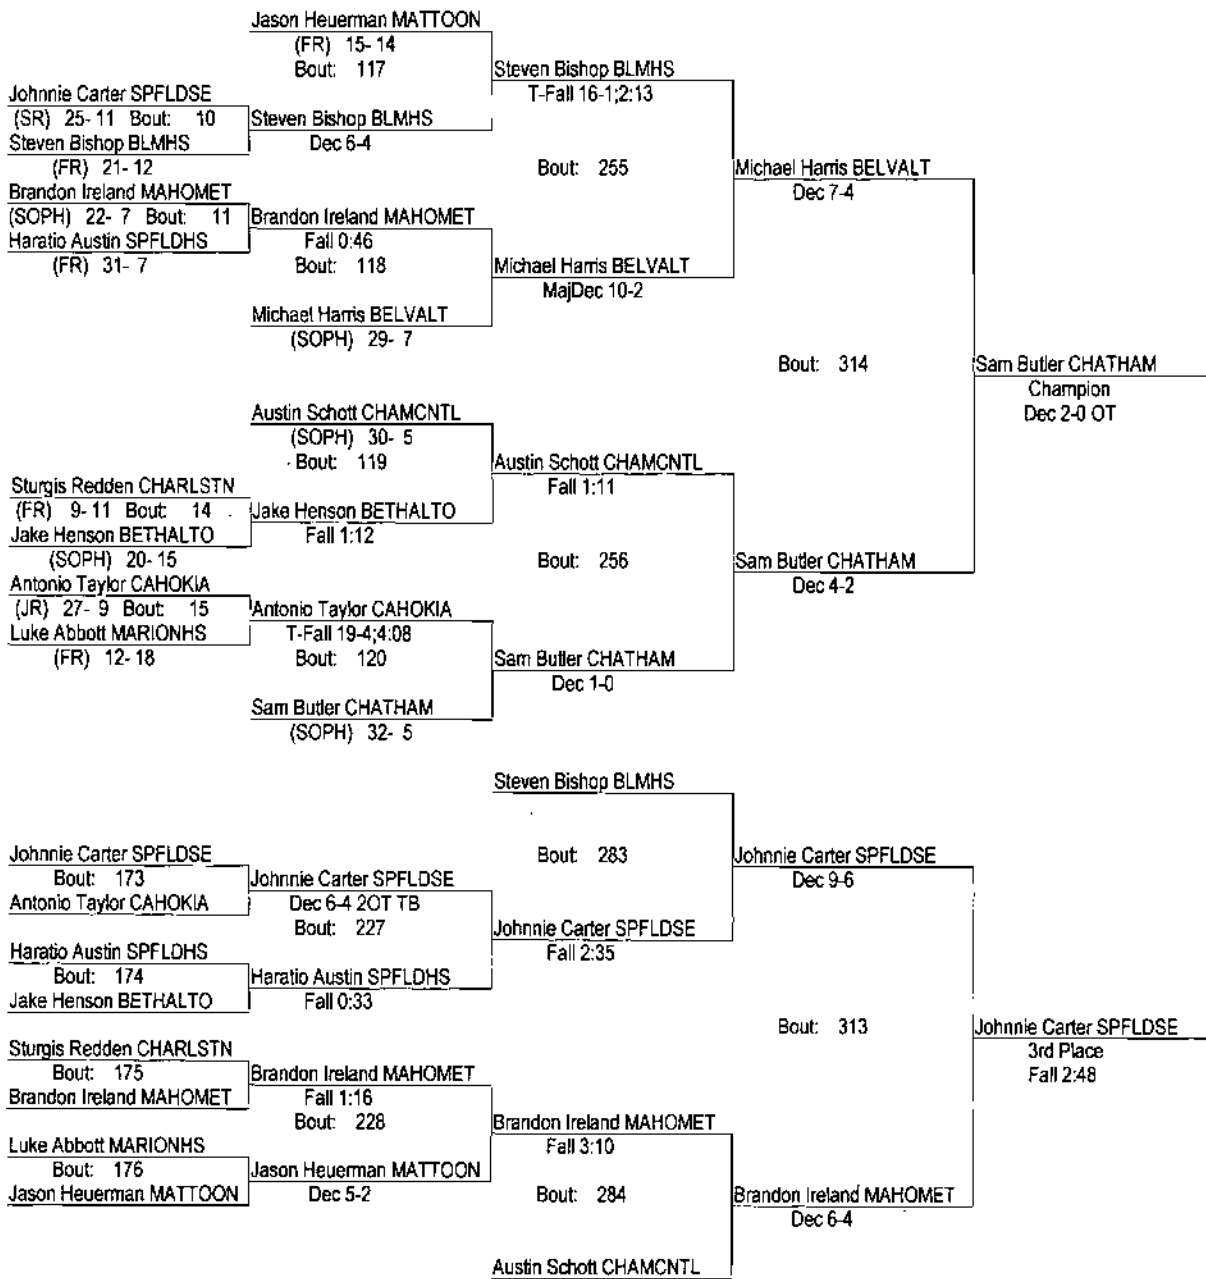 Jason Heuerman MATTOON
(FR) 15- 14
Bout: 117
Steven Bishop BLMHS
T-Fall 16-1;2:13
Johnnie Carter SPFLDSE
(SR) 25- 11 Bout: 10
Steven Bishop BLMHS
(FR) 21- 12
Steven Bishop BLMHS
Dec 6-4
Bout: 255
Michael Harris BELVALT
Dec 7-4
Brandon Ireland MAHOMET
(SOPH) 22- 7 Bout: 11
Haratio Austin SPFLDHS
(FR) 31- 7
Brandon Ireland MAHOMET
Fall 0:46
Bout: 118
Michael Harris BELVALT
MajDec 10-2
Michael Harris BELVALT
(SOPH) 29- 7
Bout: 314
Sam Butler CHATHAM
Champion
Dec 2-0 OT
Austin Schott CHAMCNTL
(SOPH) 30- 5
Bout: 119
Austin Schott CHAMCNTL
Fall 1:11
Sturgis Redden CHARLSTN
(FR) 9- 11 Bout: 14
Jake Henson BETHALTO
(SOPH) 20- 15
Jake Henson BETHALTO
Fall 1:12
Bout: 256
Sam Butler CHATHAM
Dec 4-2
Antonio Taylor CAHOKIA
(JR) 27- 9 Bout: 15
Luke Abbott MARIONHS
(FR) 12- 18
Antonio Taylor CAHOKIA
T-Fall 19-4;4:08
Bout: 120
Sam Butler CHATHAM
Dec 1-0
Sam Butler CHATHAM
(SOPH) 32- 5
Steven Bishop BLMHS
Bout: 283
Johnnie Carter SPFLDSE
Dec 9-6
Johnnie Carter SPFLDSE
Bout: 173
Antonio Taylor CAHOKIA
Johnnie Carter SPFLDSE
Dec 6-4 2OT TB
Bout: 227
Johnnie Carter SPFLDSE
Fall 2:35
Haratio Austin SPFLDHS
Bout: 174
Jake Henson BETHALTO
Haratio Austin SPFLDHS
Fall 0:33
Bout: 313
Johnnie Carter SPFLDSE
3rd Place
Fall 2:48
Sturgis Redden CHARLSTN
Bout: 175
Brandon Ireland MAHOMET
Brandon Ireland MAHOMET
Fall 1:16
Bout: 228
Brandon Ireland MAHOMET
Fall 3:10
Luke Abbott MARIONHS
Bout: 176
Jason Heuerman MATTOON
Jason Heuerman MATTOON
Dec 5-2
Bout: 284
Brandon Ireland MAHOMET
Dec 6-4
Austin Schott CHAMCNTL